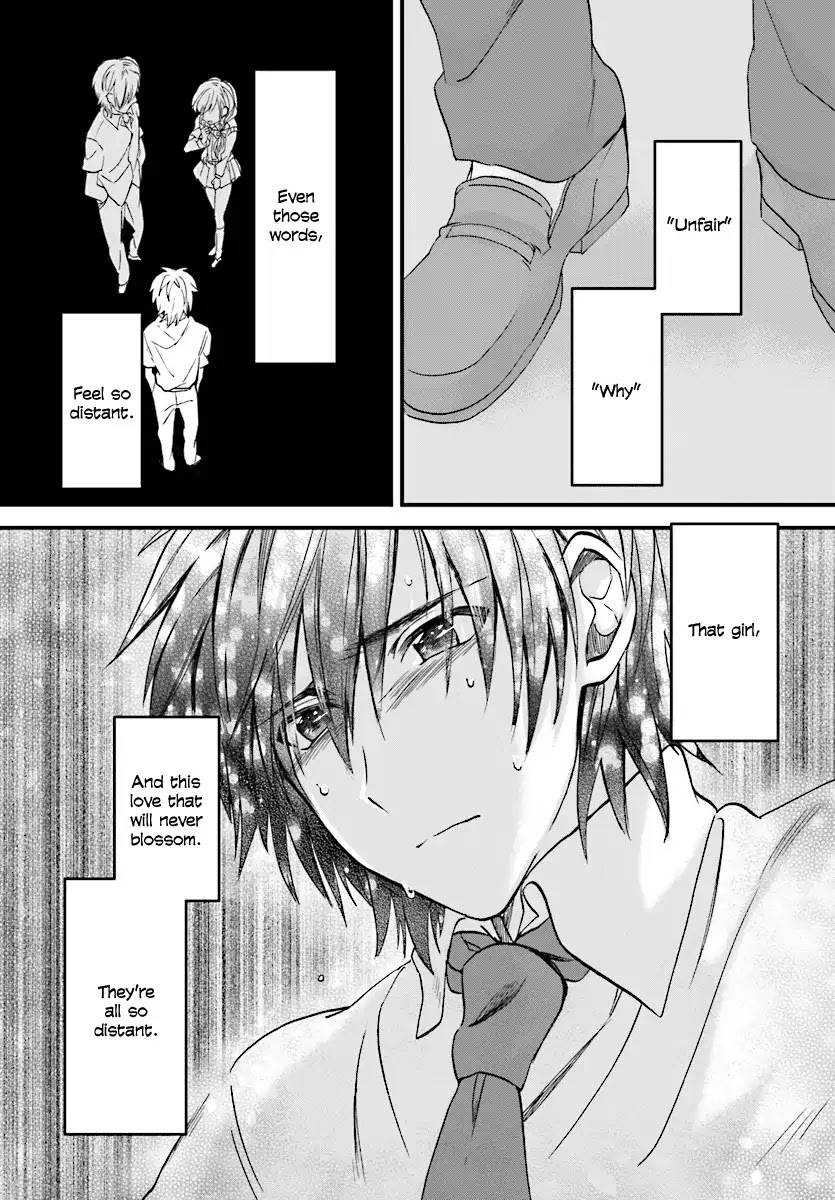 "Unfair"
"Why"
Even
those
words,
Feel so
distant.
That girl,
And this
love that
will never
blossom.
They're
all so
distant.